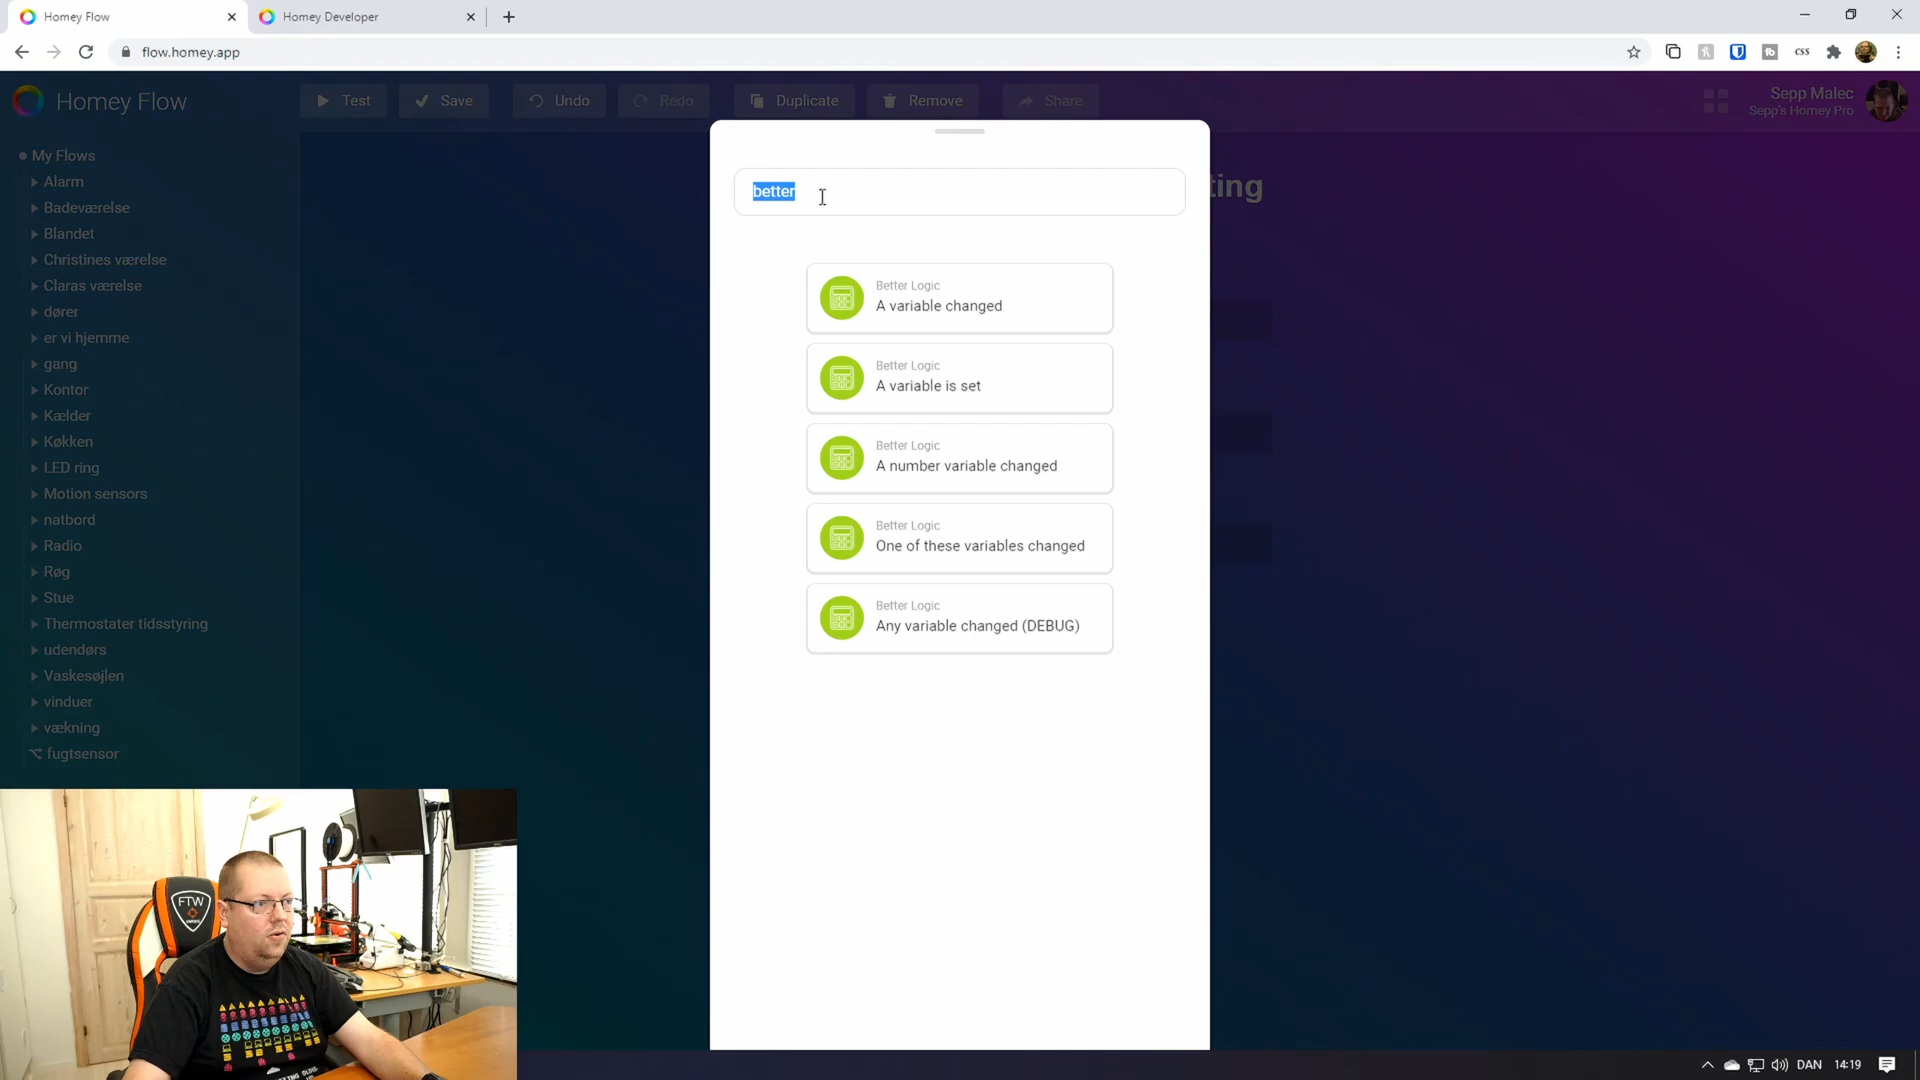 Homey Flow
Homey Developer
flow.homey.app
CSS
Homey Flow
Test
Save
Undo
Redo
Duplicate
Remove
Share
Sepp Malec
Sepp's Homey Pro
My Flows
Alarm
Badeværelse
Blandet
Christines værelse
Claras værelse
dører
er vi hjemme
gang
Kontor
Kælder
Køkken
LED ring
Motion sensors
natbord
Radio
Røg
Stue
Thermostater tidsstyring
udendørs
Vaskesøjlen
vinduer
vækning
fugtsensor
better
ting
Better Logic
A variable changed
Better Logic
A variable is set
Better Logic
A number variable changed
Better Logic
One of these variables changed
Better Logic
Any variable changed (DEBUG)
FTW
DAN
14:19